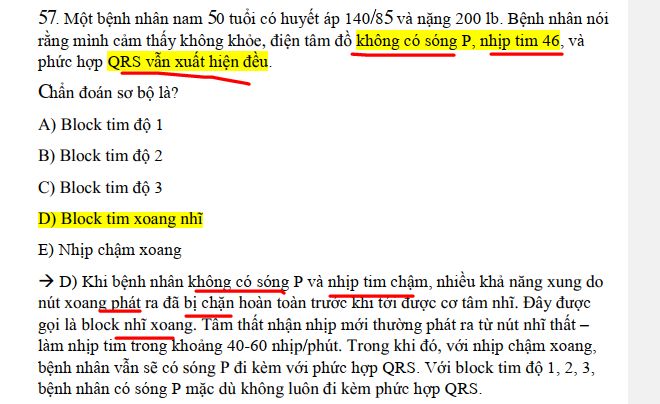 57. Một bệnh nhân nam 50 tuổi có huyết áp 140/85 và nặng 200 lb. Bệnh nhân nói
rằng mình cảm thấy không khỏe, điện tâm đồ không có sóng P, nhịp tim 46, và
phức hợp QRS vẫn xuất hiện đều.
Chẩn đoán sơ bộ là?
A) Block tim độ 1
B) Block tim độ 2
C) Block tim độ 3
D) Block tim xoang nhĩ
E) Nhịp chậm xoang
→ D) Khi bệnh nhân không có sóng P và nhịp tim chậm, nhiều khả năng xung do
nút xoang phát ra đã bị chặn hoàn toàn trước khi tới được cơ tâm nhĩ. Đây được
gọi là block nhĩ xoang. Tâm thất nhận nhịp mới thường phát ra từ nút nhĩ thất –
làm nhịp tim trong khoảng 40-60 nhịp/phút. Trong khi đó, với nhịp chậm xoang,
bệnh nhân vẫn sẽ có sóng P đi kèm với phức hợp QRS. Với block tim độ 1, 2, 3,
bệnh nhân có sóng P mặc dù không luôn đi kèm phức hợp QRS.